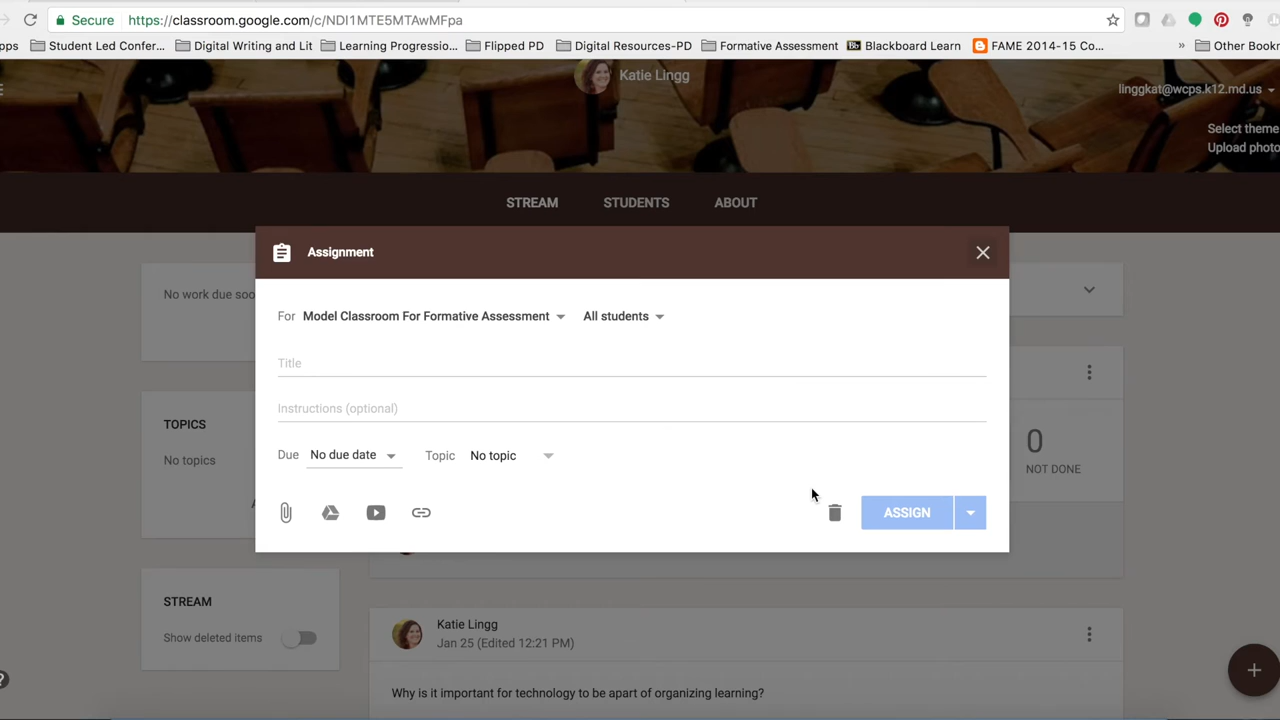 Secure https://classroom.google.com/c/NDI1MTE5MTAwMFpa
pps Student Led Confer... Digital Writing and Lit Learning Progressio... Flipped PD Digital Resources-PD Formative Assessment Bb Blackboard Learn FAME 2014-15 Co... » Other Bookr
Katie Lingg
linggkat@wcps.k12.md.us
Select theme
Upload photo
STREAM STUDENTS ABOUT
Assignment
No work due soo
For Model Classroom For Formative Assessment All students
Title
Instructions (optional)
TOPICS
No topics
0
NOT DONE
Due No due date Topic No topic
ASSIGN
STREAM
Show deleted items
Katie Lingg
Jan 25 (Edited 12:21 PM)
Why is it important for technology to be apart of organizing learning?